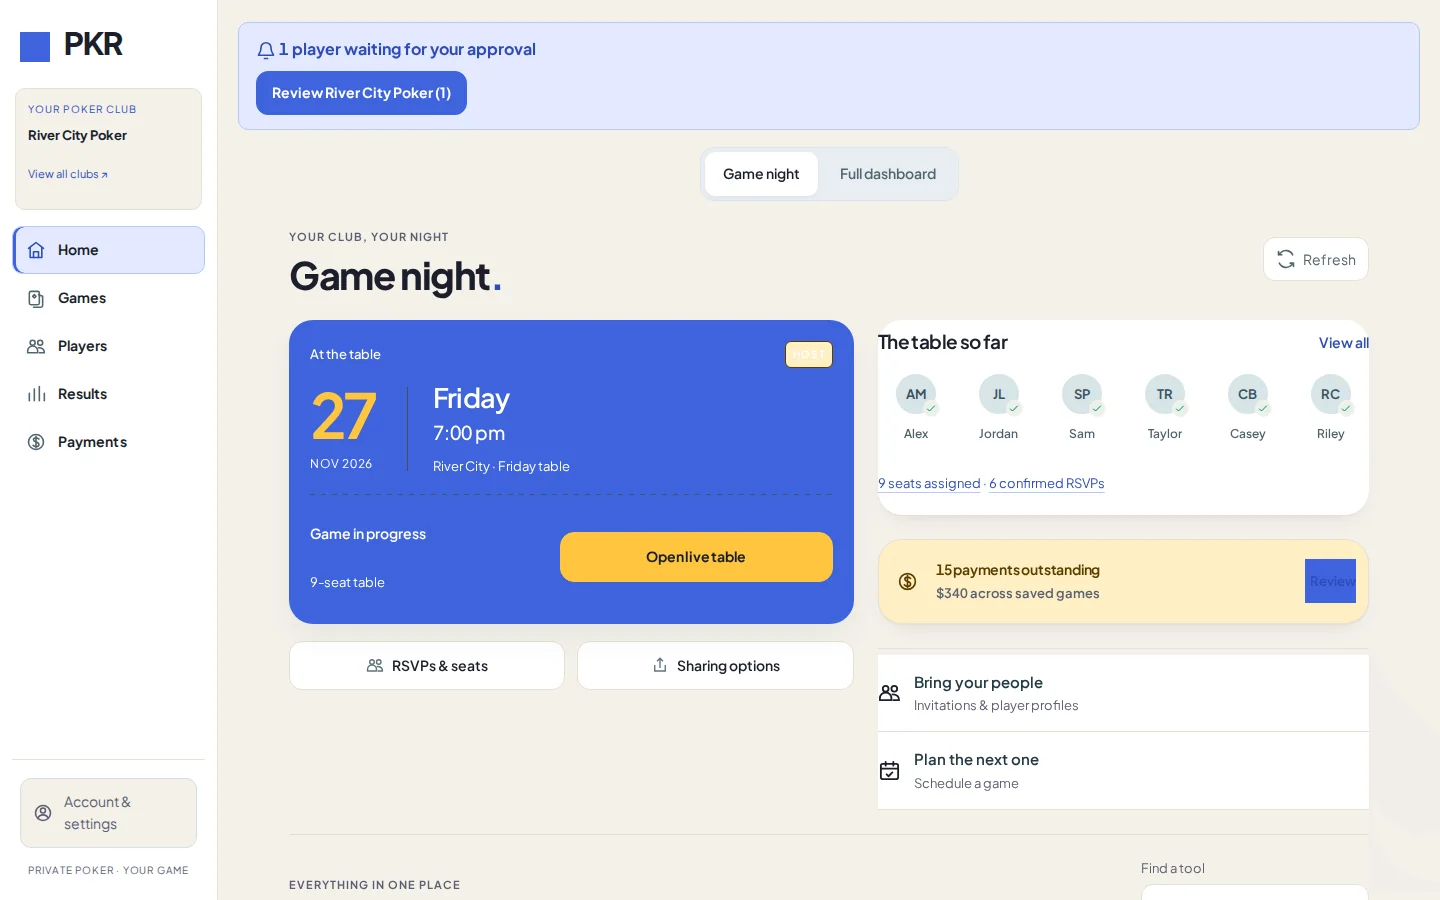 PKR
YOUR POKER CLUB
River City Poker
View all clubs ↗
Home
Games
Players
Results
Payments
Account &
settings
PRIVATE POKER · YOUR GAME
1 player waiting for your approval
Review River City Poker (1)
Game night
Full dashboard
YOUR CLUB, YOUR NIGHT
Game night.
Refresh
At the table
HOST
27
NOV 2026
Friday
7:00 pm
River City · Friday table
Game in progress
9-seat table
Open live table
RSVPs & seats
Sharing options
The table so far
View all
AM JL SP TR CB RC
Alex Jordan Sam Taylor Casey Riley
9 seats assigned · 6 confirmed RSVPs
15 payments outstanding
$340 across saved games
Review
Bring your people
Invitations & player profiles
Plan the next one
Schedule a game
EVERYTHING IN ONE PLACE
Find a tool